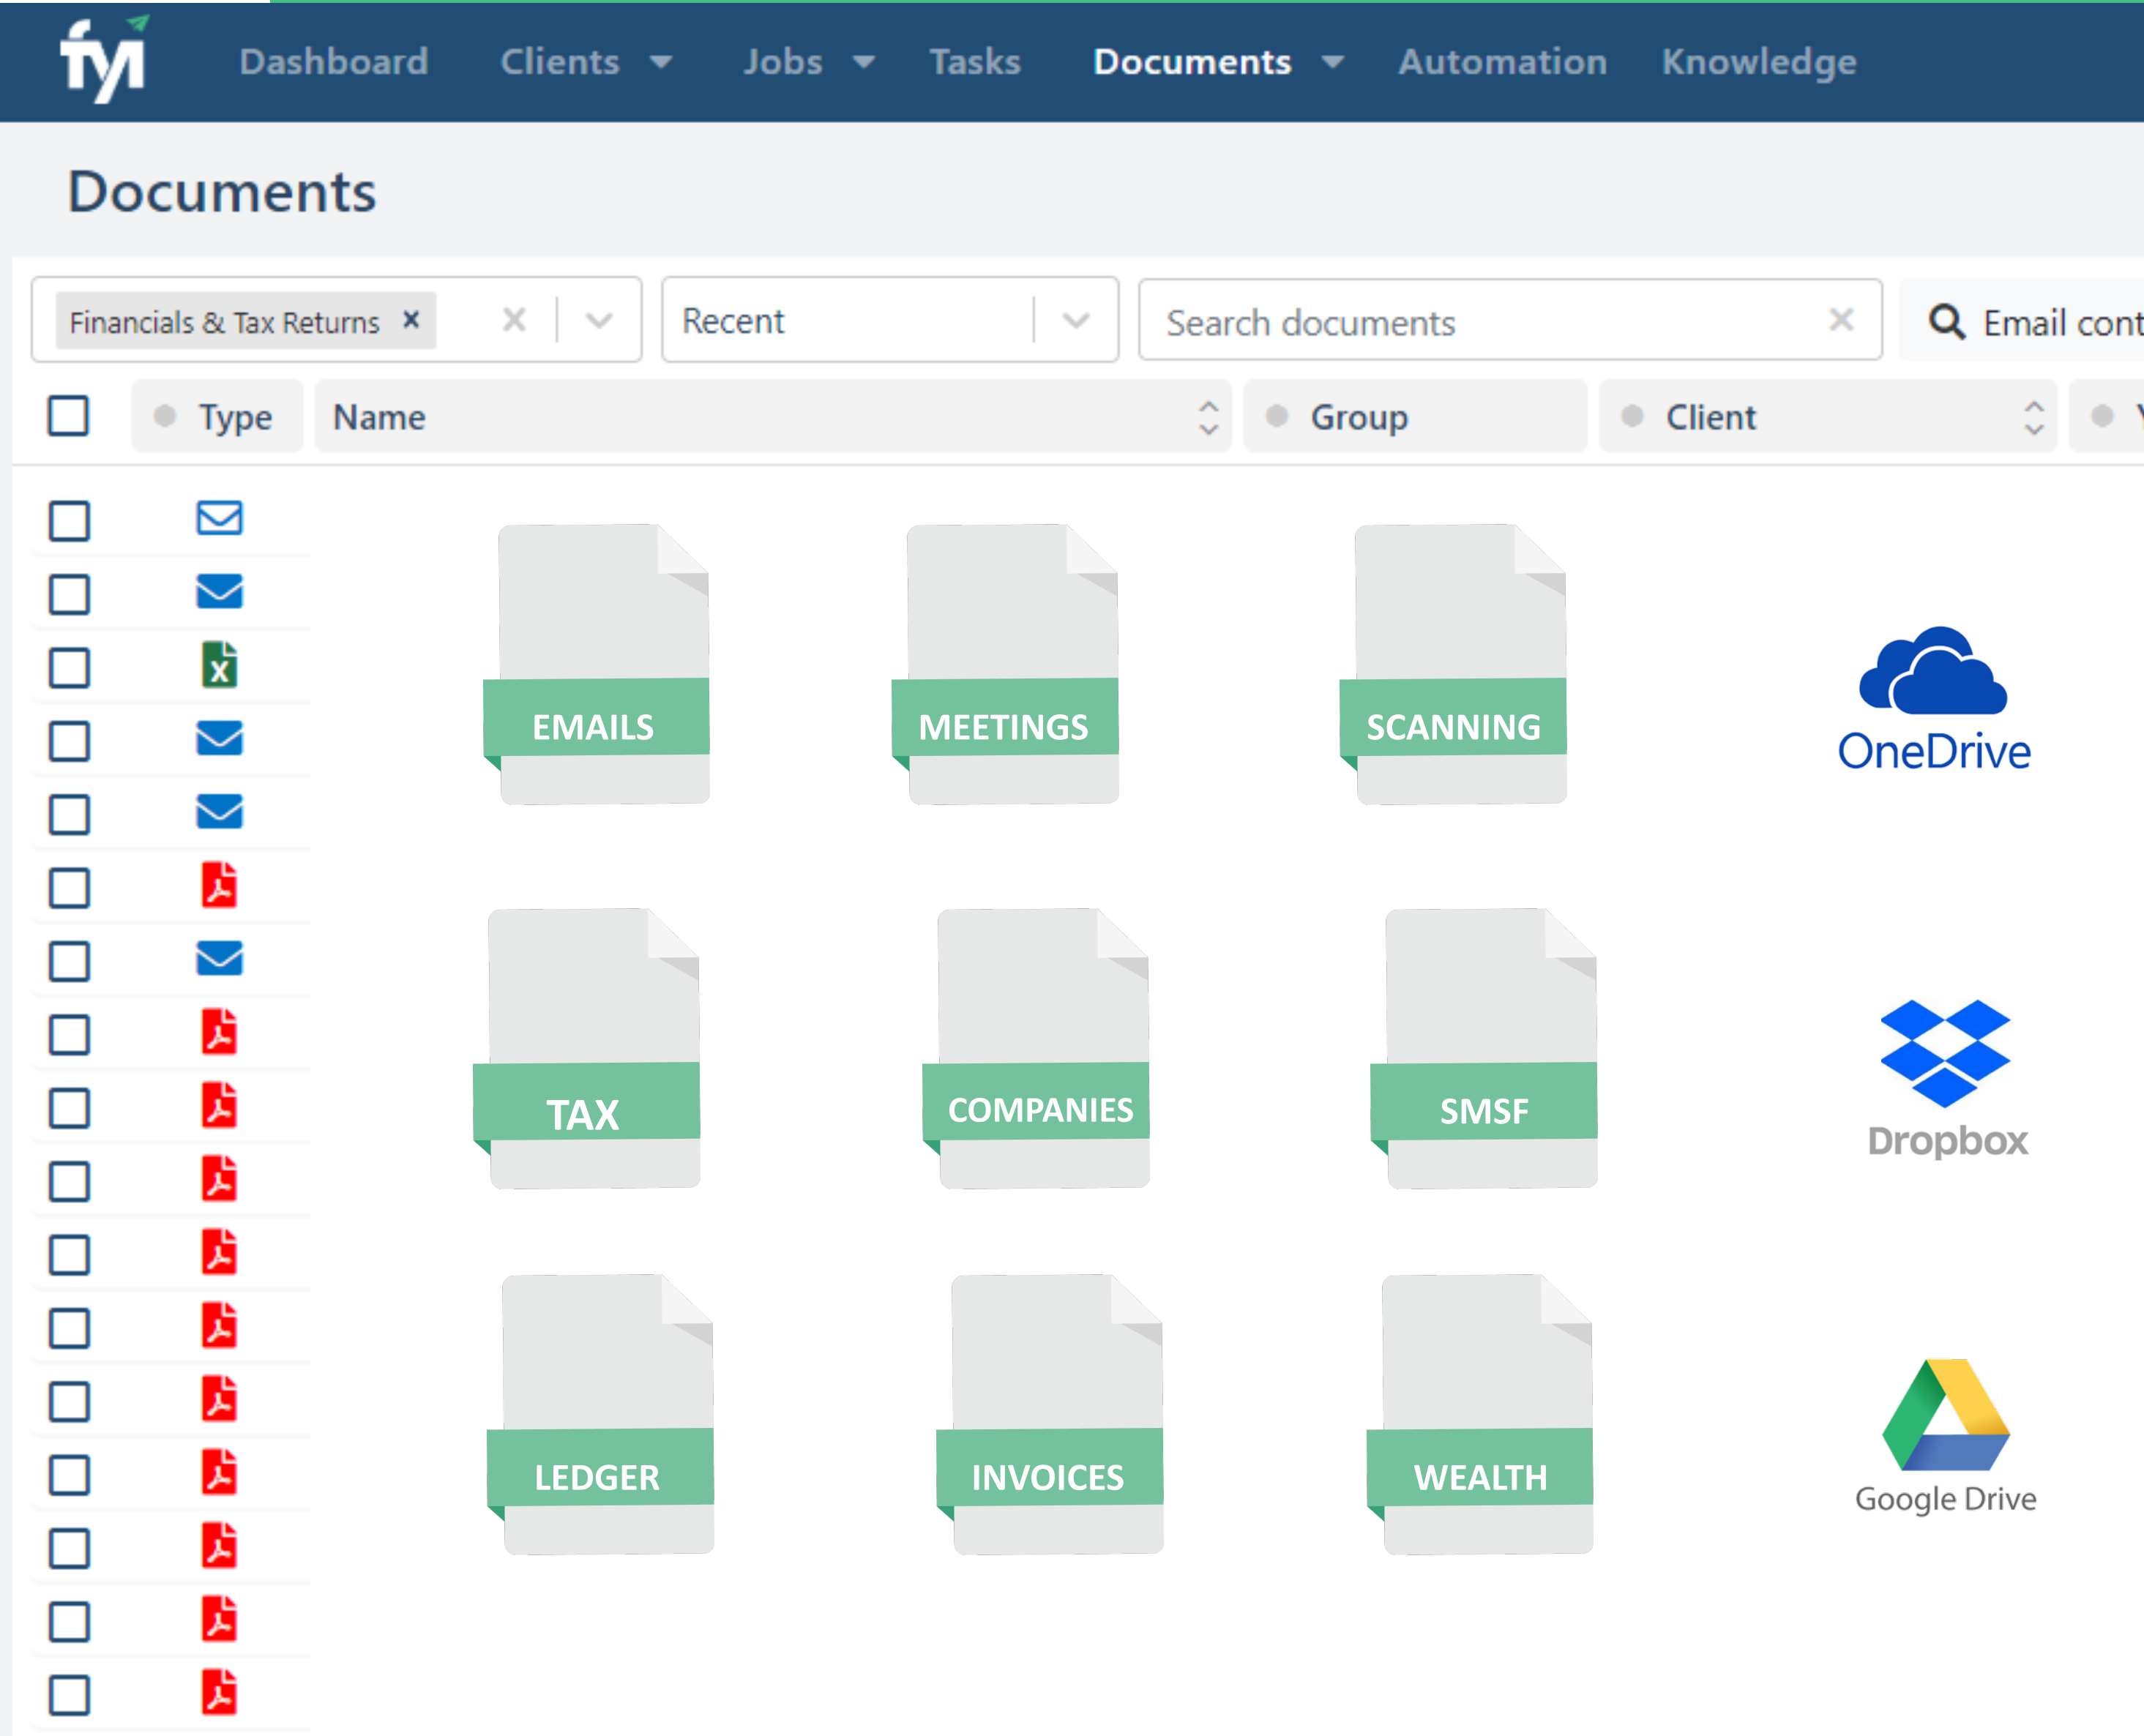 fyi Dashboard Clients Jobs Tasks Documents Automation Knowledge
Documents
Financials & Tax Returns Recent Search documents Email cont
Type Name Group Client
EMAILS MEETINGS SCANNING OneDrive
TAX COMPANIES SMSF Dropbox
LEDGER INVOICES WEALTH Google Drive